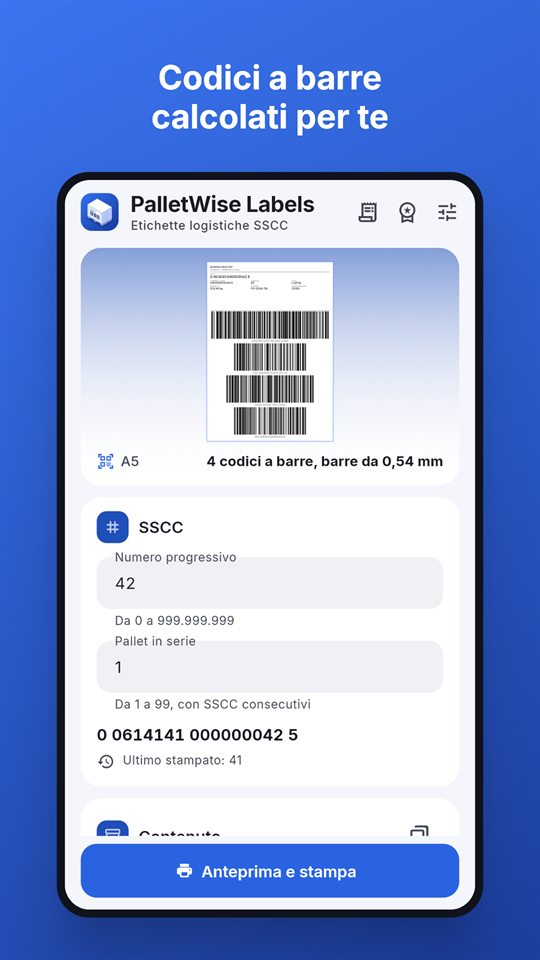 Codici a barre
calcolati per te
PalletWise Labels
Etichette logistiche SSCC
A5
4 codici a barre, barre da 0,54 mm
SSCC
Numero progressivo
42
Da 0 a 999.999.999
Pallet in serie
1
Da 1 a 99, con SSCC consecutivi
0 0614141 000000042 5
Ultimo stampato: 41
Contenuto
Anteprima e stampa